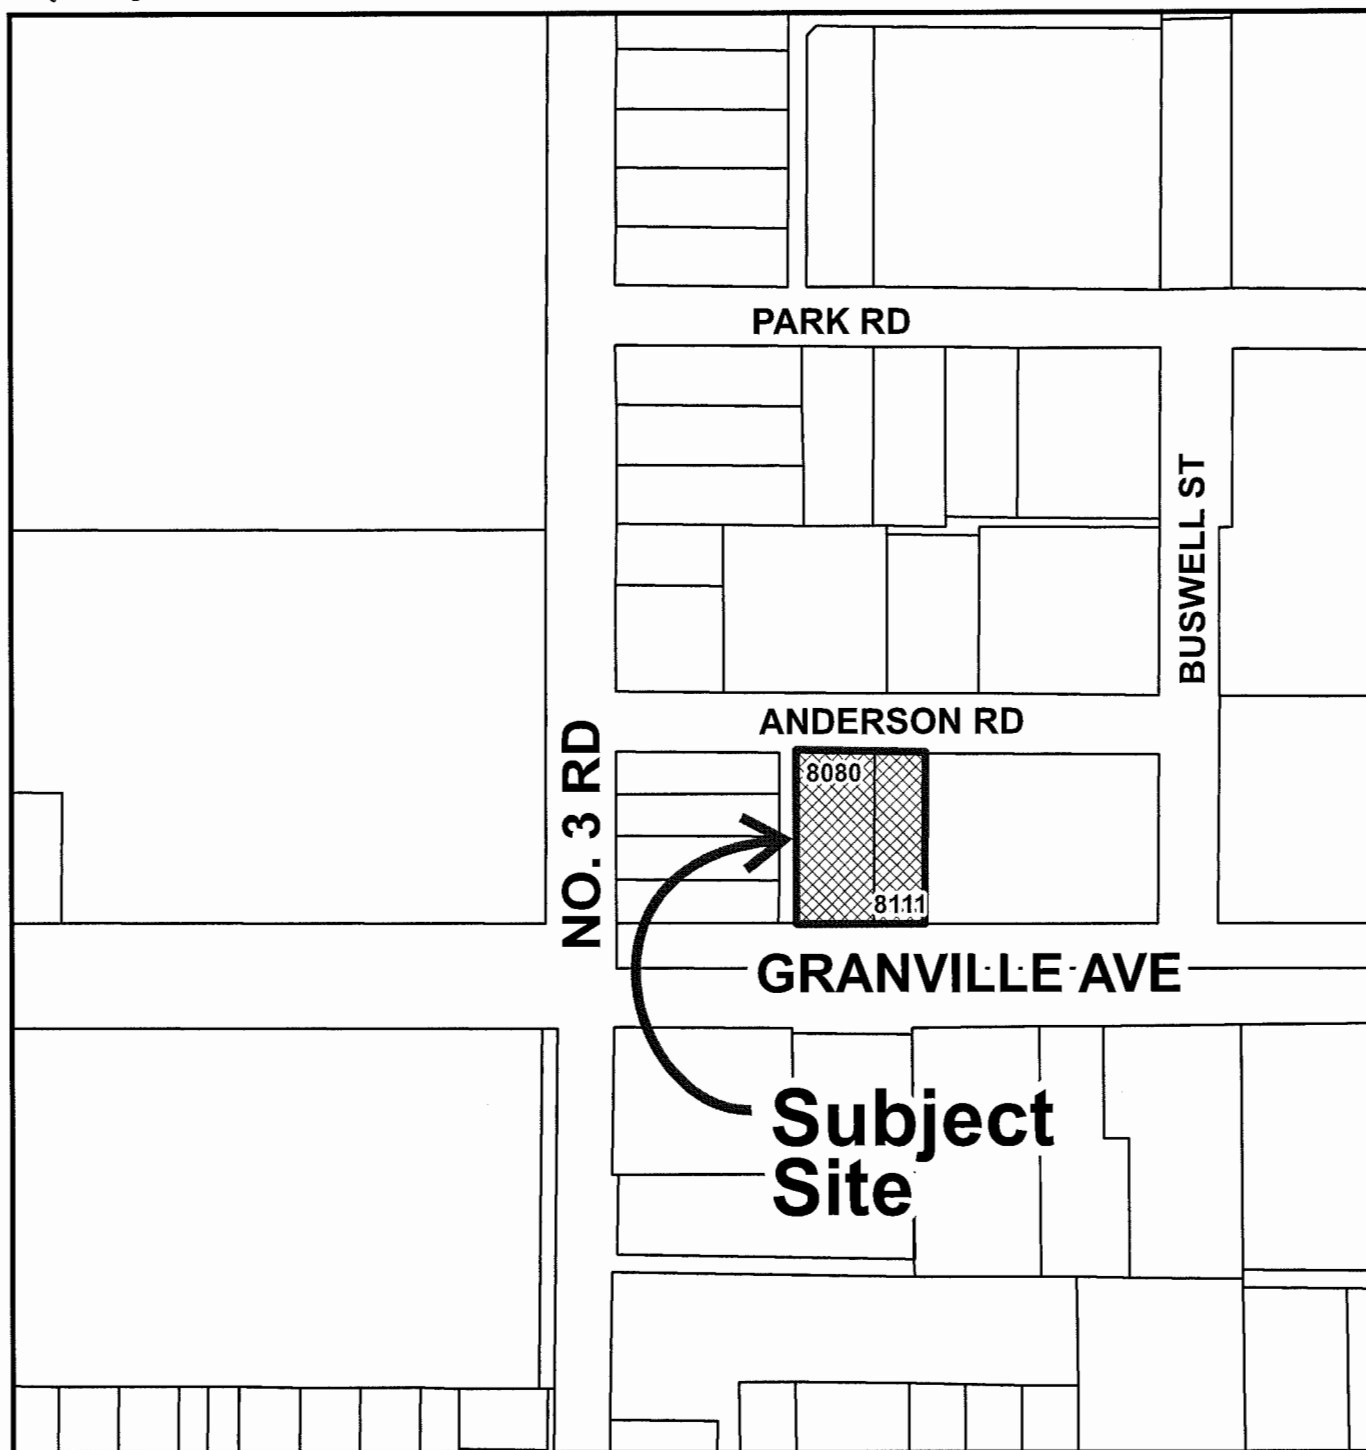 PARK RD
BUSWELL ST
ANDERSON RD
NO. 3 RD
8080
8111
GRANVILLE AVE
Subject
Site